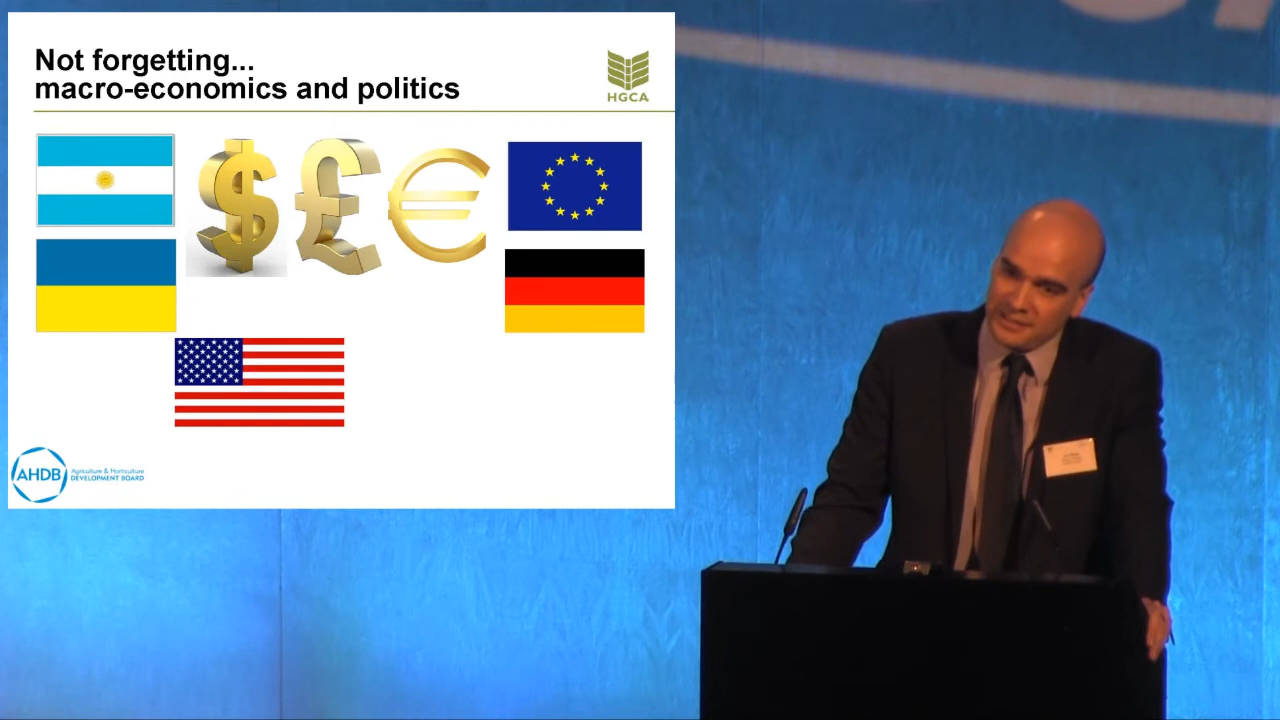 Not forgetting...
macro-economics and politics
HGCA
$ £ €
AHDB
Agriculture & Horticulture
DEVELOPMENT BOARD